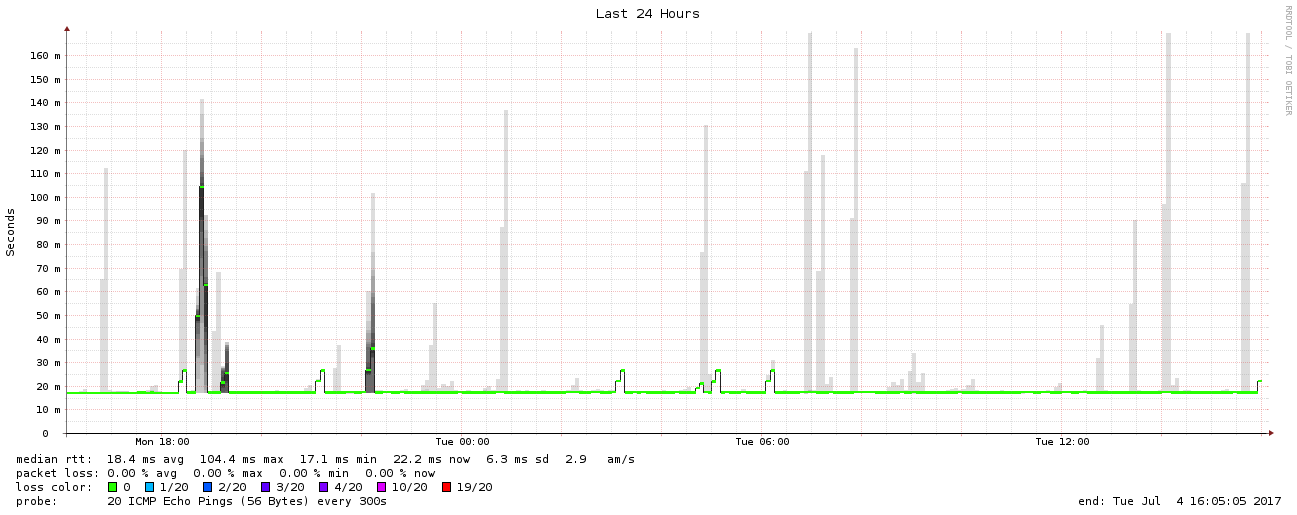 Last 24 Hours
RRDTOOL / TOBI OETIKER
Seconds
160 m
150 m
140 m
130 m
120 m
110 m
100 m
90 m
80 m
70 m
60 m
50 m
40 m
30 m
20 m
10 m
0
Mon 18:00 Tue 00:00 Tue 06:00 Tue 12:00
median rtt: 18.4 ms avg 104.4 ms max 17.1 ms min 22.2 ms now 6.3 ms sd 2.9 am/s
packet loss: 0.00 % avg 0.00 % max 0.00 % min 0.00 % now
loss color: 0 1/20 2/20 3/20 4/20 10/20 19/20
probe: 20 ICMP Echo Pings (56 Bytes) every 300s end: Tue Jul 4 16:05:05 2017